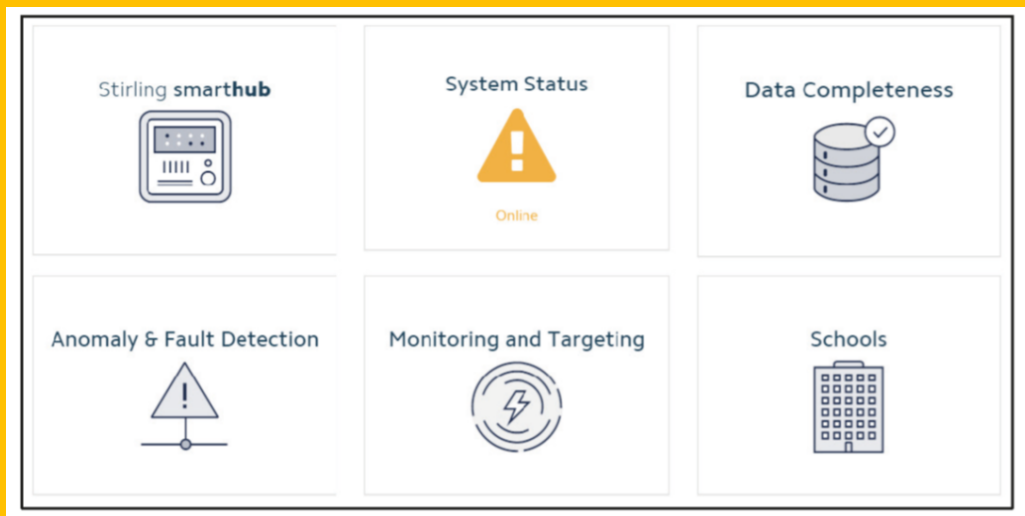 Stirling smarthub
System Status
Data Completeness
Online
Anomaly & Fault Detection
Monitoring and Targeting
Schools